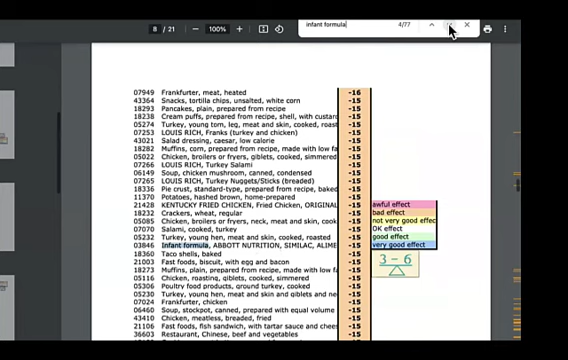 8 / 21 − 100% + infant formula 4/77
07949 Frankfurter, meat, heated -16
43364 Snacks, tortilla chips, unsalted, white corn -15
18293 Pancakes, plain, prepared from recipe -15
18238 Cream puffs, prepared from recipe, shell, with custard -15
05274 Turkey, young tom, leg, meat and skin, cooked, roast -15
07253 LOUIS RICH, Franks (turkey and chicken) -15
43021 Salad dressing, caesar, low calorie -15
18282 Muffins, corn, prepared from recipe, made with low fa -15
05022 Chicken, broilers or fryers, giblets, cooked, simmered -15
07266 LOUIS RICH, Turkey Salami -15
06149 Soup, chicken mushroom, canned, condensed -15
07265 LOUIS RICH, Turkey Nuggets/Sticks (breaded) -15
18336 Pie crust, standard-type, prepared from recipe, baked -15
11370 Potatoes, hashed brown, home-prepared -15
21428 KENTUCKY FRIED CHICKEN, Fried Chicken, ORIGINAL -15 awful effect
18232 Crackers, wheat, regular -15 bad effect
05085 Chicken, broilers or fryers, neck, meat and skin, cook -15 not very good effec
07070 Salami, cooked, turkey -15 OK effect
05232 Turkey, young hen, meat and skin, cooked, roasted -15 good effect
03846 Infant formula, ABBOTT NUTRITION, SIMILAC, ALIME -15 very good effect
18360 Taco shells, baked -15
21003 Fast foods, biscuit, with egg and bacon -15
3 – 6
18273 Muffins, plain, prepared from recipe, made with low fa -15
05116 Chicken, roasting, giblets, cooked, simmered -15
05306 Poultry food products, ground turkey, cooked -15
05230 Turkey, young hen, meat and skin and giblets and ne -15
07024 Frankfurter, chicken -15
06460 Soup, stockpot, canned, prepared with equal volume -15
43410 Chicken, meatless, breaded, fried -15
21106 Fast foods, fish sandwich, with tartar sauce and chees -15
36603 Restaurant, Chinese, beef and vegetables -15